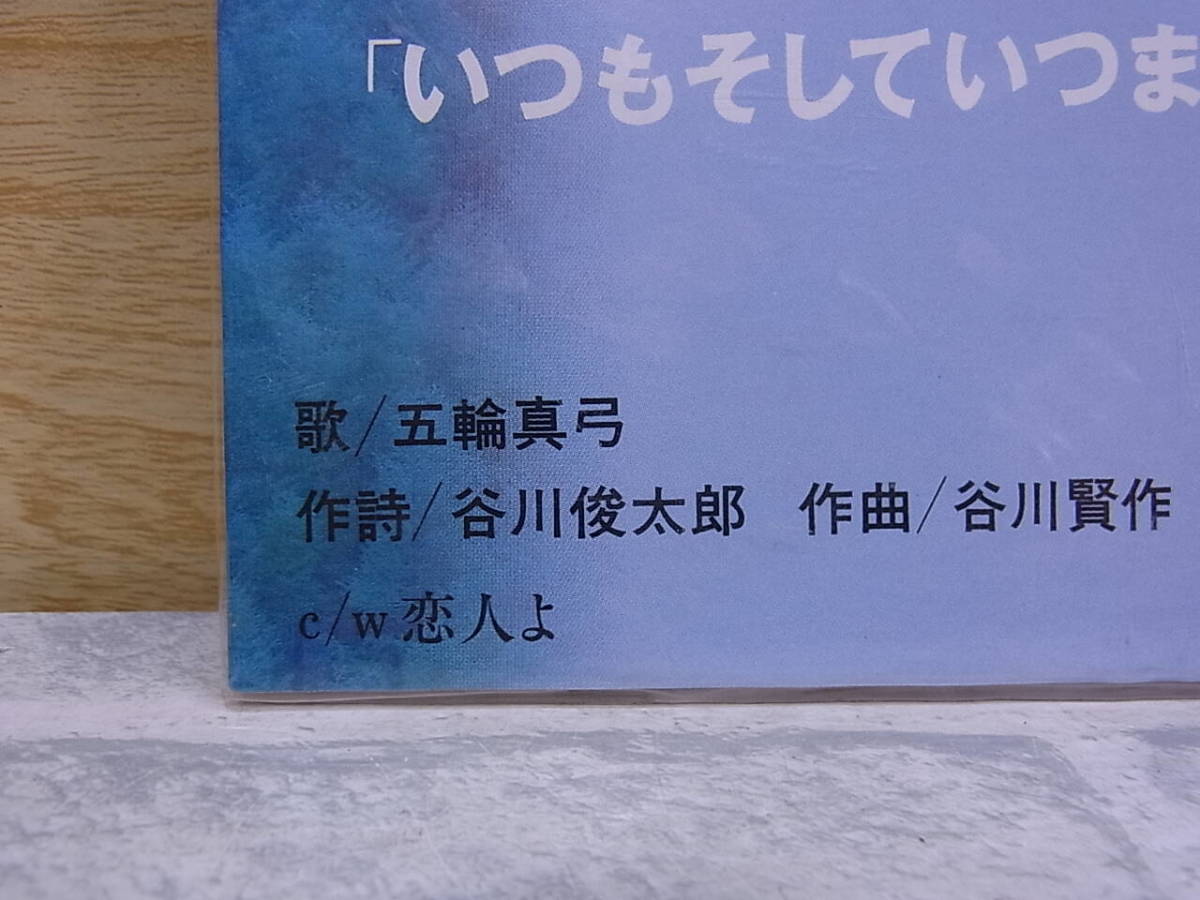 「いつもそしていつま
歌/五輪真弓
作詩/谷川俊太郎 作曲/谷川賢作
c/w 恋人よ